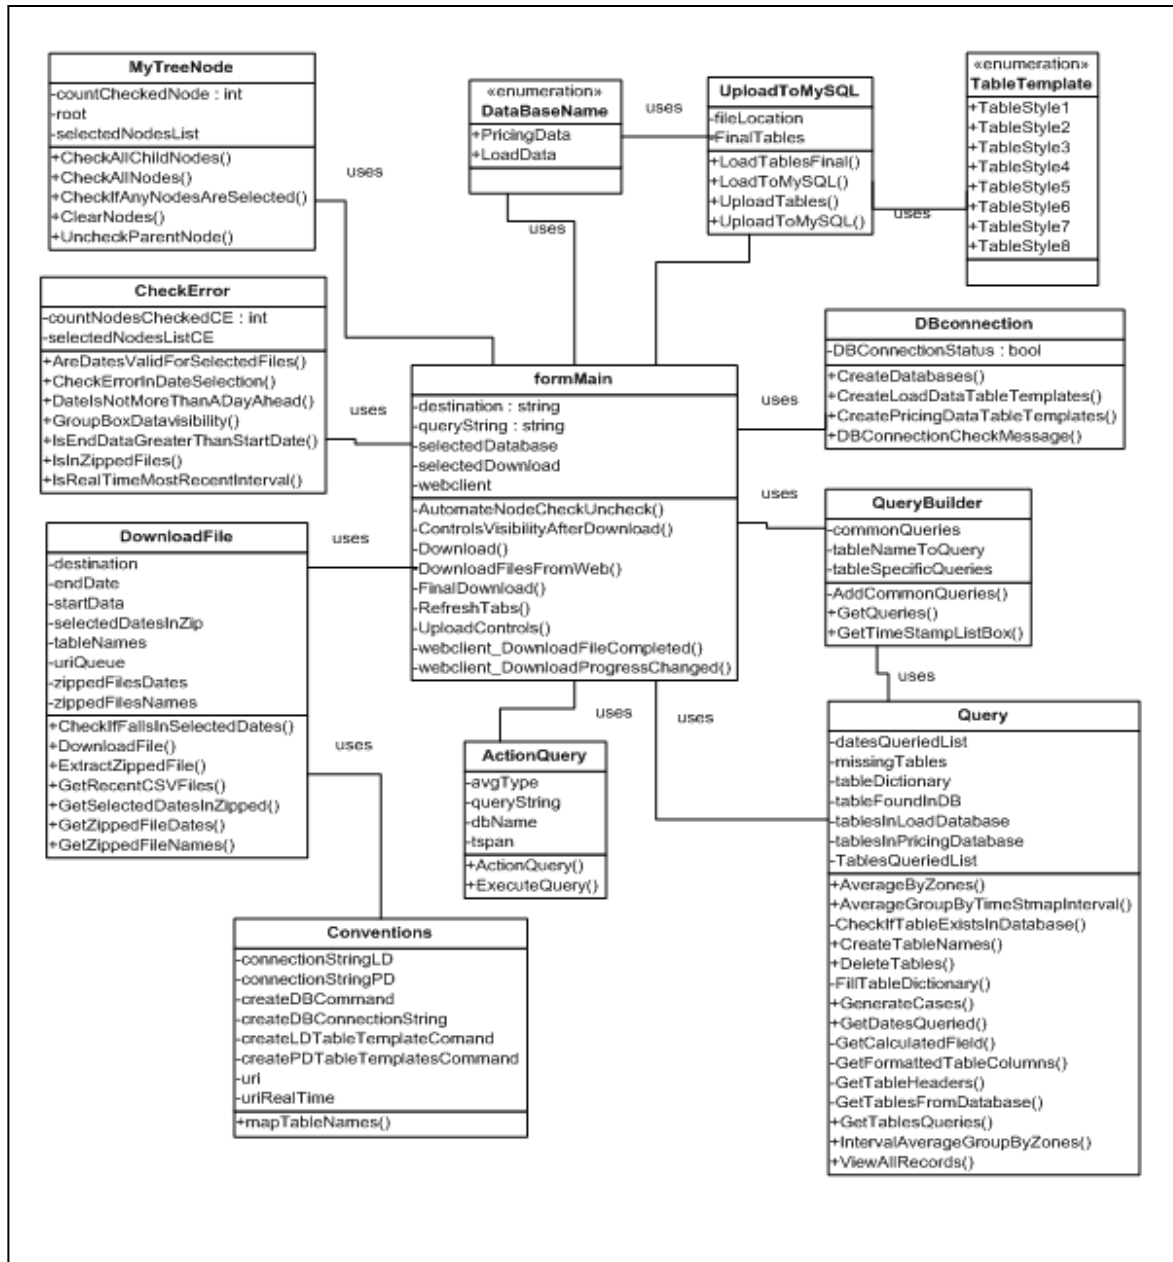 MyTreeNode
-countCheckedNode : int
-root
-selectedNodesList
+CheckAllChildNodes()
+CheckAllNodes()
+CheckIfAnyNodesAreSelected()
+ClearNodes()
+UncheckParentNode()
uses
«enumeration»
DataBaseName
+PricingData
+LoadData
uses
uses
UploadToMySQL
-fileLocation
-FinalTables
+LoadTablesFinal()
+LoadToMySQL()
+UploadTables()
+UploadToMySQL()
uses
«enumeration»
TableTemplate
+TableStyle1
+TableStyle2
+TableStyle3
+TableStyle4
+TableStyle5
+TableStyle6
+TableStyle7
+TableStyle8
CheckError
-countNodesCheckedCE : int
-selectedNodesListCE
+AreDatesValidForSelectedFiles()
+CheckErrorInDateSelection()
+DateIsNotMoreThanADayAhead()
+GroupBoxDatavisibility()
+IsEndDataGreaterThanStartDate()
+IsInZippedFiles()
+IsRealTimeMostRecentInterval()
uses
formMain
-destination : string
-queryString : string
-selectedDatabase
-selectedDownload
-webclient
-AutomateNodeCheckUncheck()
-ControlsVisibilityAfterDownload()
-Download()
-DownloadFilesFromWeb()
-FinalDownload()
-RefreshTabs()
-UploadControls()
-webclient_DownloadFileCompleted()
-webclient_DownloadProgressChanged()
uses
DBconnection
-DBConnectionStatus : bool
+CreateDatabases()
+CreateLoadDataTableTemplates()
+CreatePricingDataTableTemplates()
+DBConnectionCheckMessage()
uses
QueryBuilder
-commonQueries
-tableNameToQuery
-tableSpecificQueries
-AddCommonQueries()
+GetQueries()
+GetTimeStampListBox()
uses
DownloadFile
-destination
-endDate
-startData
-selectedDatesInZip
-tableNames
-uriQueue
-zippedFilesDates
-zippedFilesNames
+CheckIfFallsInSelectedDates()
+DownloadFile()
+ExtractZippedFile()
+GetRecentCSVFiles()
+GetSelectedDatesInZipped()
+GetZippedFileDates()
+GetZippedFileNames()
uses
uses
uses
uses
ActionQuery
-avgType
-queryString
-dbName
-tspan
+ActionQuery()
+ExecuteQuery()
Query
-datesQueriedList
-missingTables
-tableDictionary
-tableFoundInDB
-tablesInLoadDatabase
-tablesInPricingDatabase
-TablesQueriedList
+AverageByZones()
+AverageGroupByTimeStmapInterval()
-CheckIfTableExistsInDatabase()
+CreateTableNames()
+DeleteTables()
-FillTableDictionary()
+GenerateCases()
+GetDatesQueried()
-GetCalculatedField()
-GetFormattedTableColumns()
-GetTableHeaders()
-GetTablesFromDatabase()
+GetTablesQueries()
+IntervalAverageGroupByZones()
+ViewAllRecords()
Conventions
-connectionStringLD
-connectionStringPD
-createDBCommand
-createDBConnectionString
-createLDTableTemplateComand
-createPDTableTemplatesCommand
-uri
-uriRealTime
+mapTableNames()